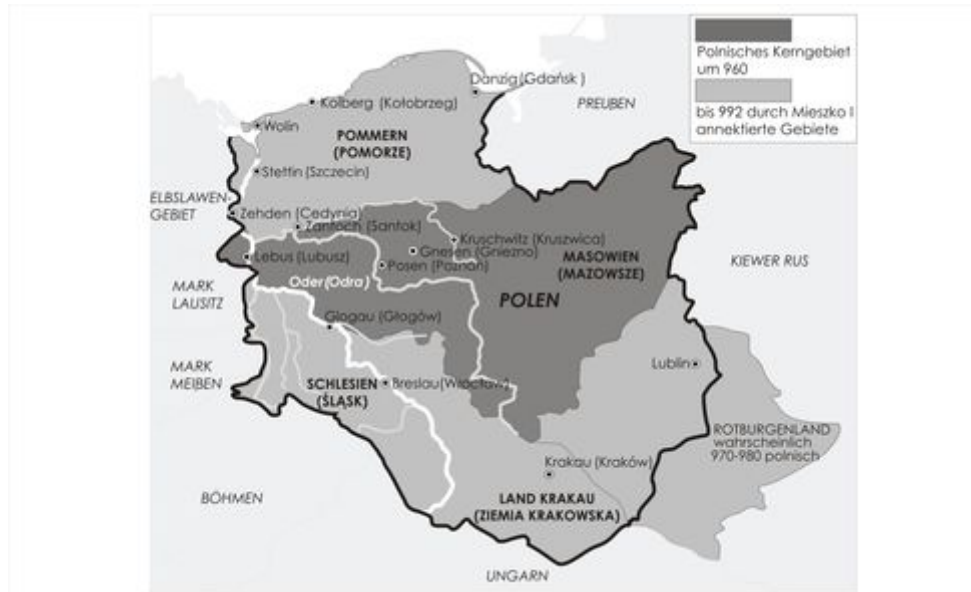 Polnisches Kerngebiet
um 960
bis 992 durch Mieszko I
annektierte Gebiete
Danzig (Gdańsk )
PREUßEN
Kolberg (Kołobrzeg)
Wolin
POMMERN
(POMORZE)
Stettin (Szczecin)
ELBSLAWEN-
GEBIET
Zehden (Cedynia)
Zantoch (Santok)
Kruschwitz (Kruszwica)
Gnesen (Gniezno)
Lebus (Lubusz)
Posen (Poznań)
MASOWIEN
(MAZOWSZE)
KIEWER RUS
Oder (Odra)
MARK
LAUSITZ
POLEN
Glogau (Głogów)
MARK
MEIßEN
Lublin
SCHLESIEN
(ŚLĄSK)
Breslau (Wrocław)
ROTBURGENLAND
wahrscheinlich
970-980 polnisch
Krakau (Kraków)
BÖHMEN
LAND KRAKAU
(ZIEMIA KRAKOWSKA)
UNGARN